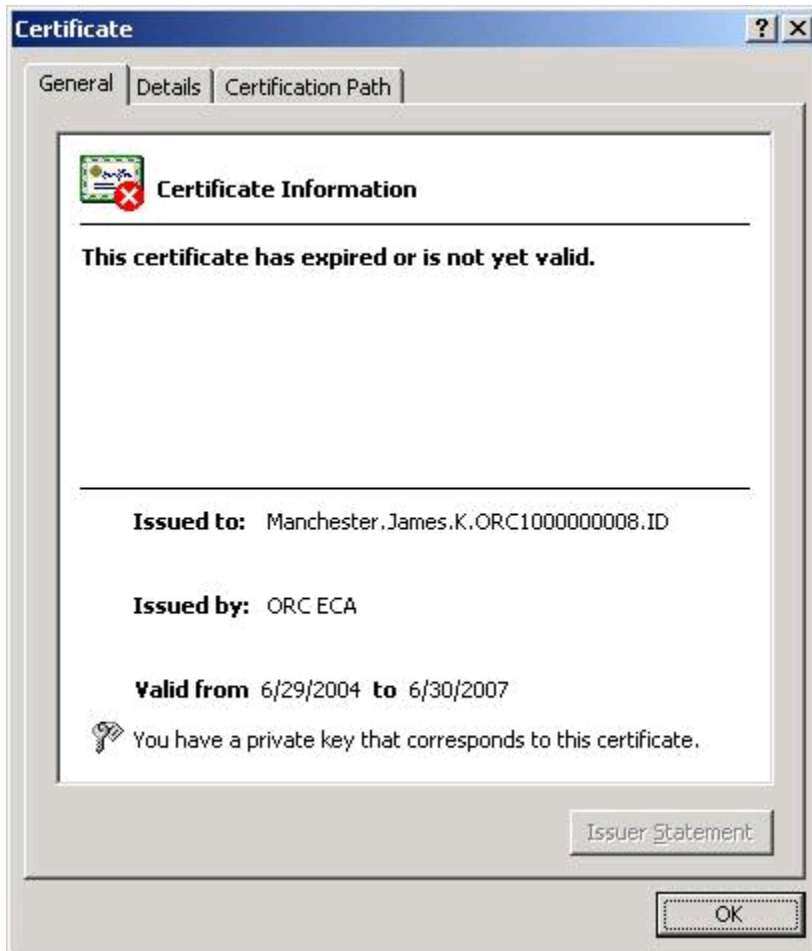 Certificate
General Details Certification Path
Certificate Information
This certificate has expired or is not yet valid.
Issued to: Manchester.James.K.ORC1000000008.ID
Issued by: ORC ECA
Valid from 6/29/2004 to 6/30/2007
You have a private key that corresponds to this certificate.
Issuer Statement
OK